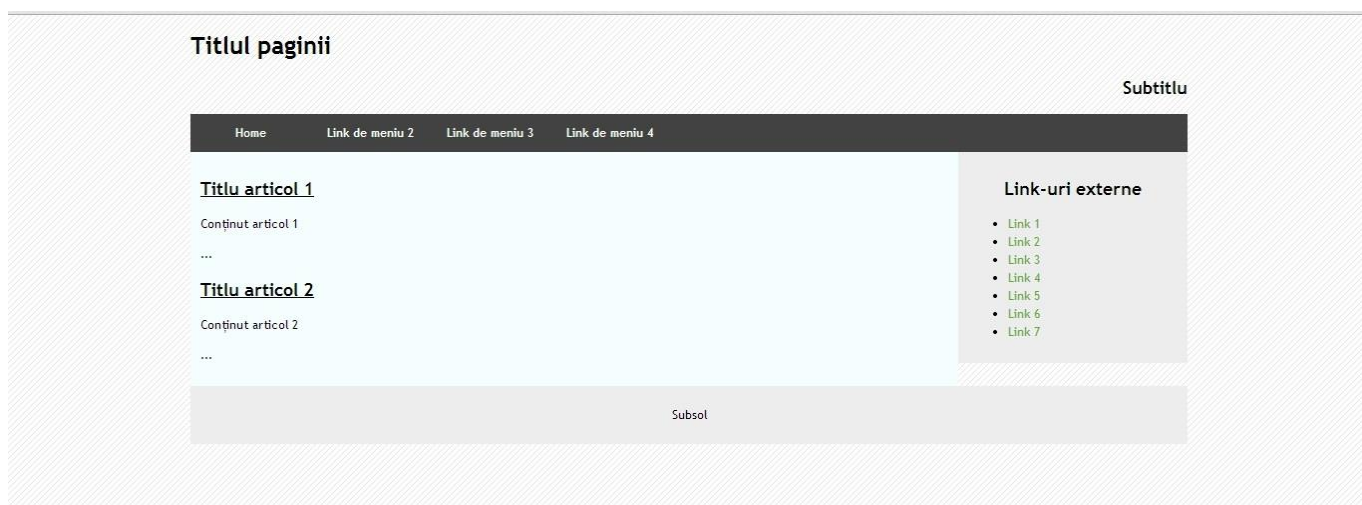 Titlul paginii
Subtitlu
Home Link de meniu 2 Link de meniu 3 Link de meniu 4
Titlu articol 1
Conținut articol 1
...
Titlu articol 2
Conținut articol 2
...
Link-uri externe
Link 1
Link 2
Link 3
Link 4
Link 5
Link 6
Link 7
Subsol